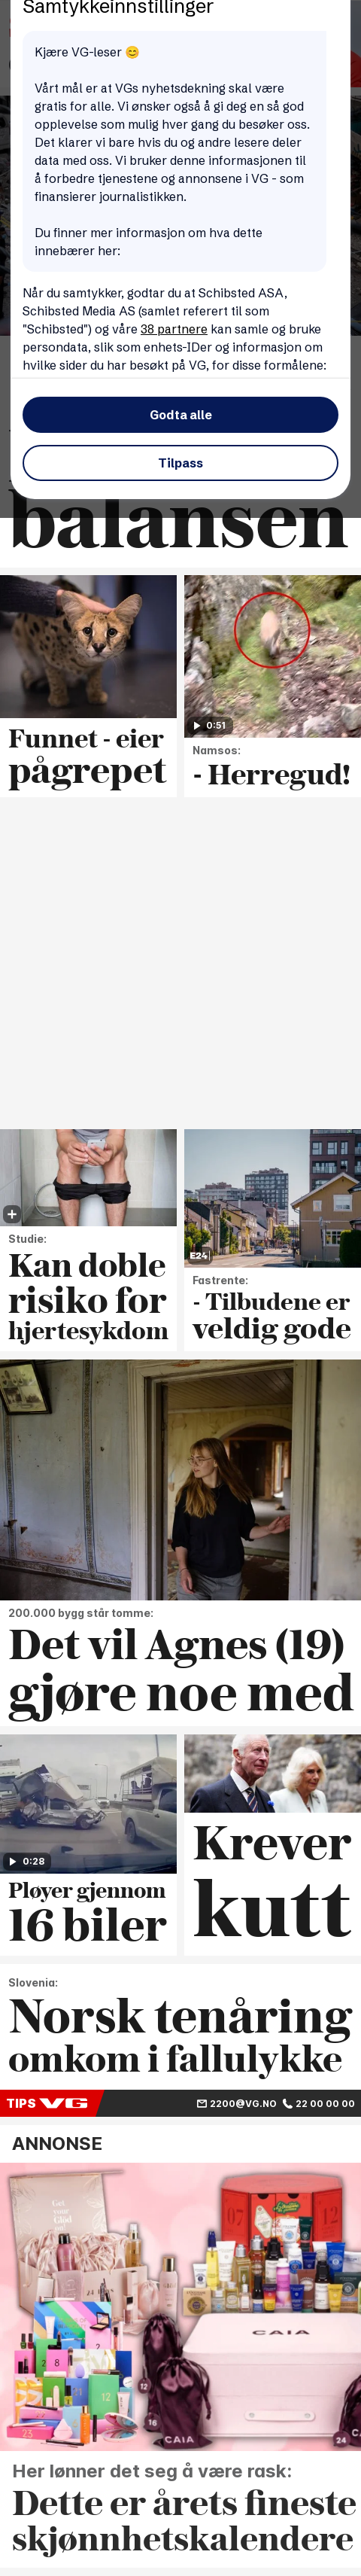 Samtykkeinnstillinger
Kjære VG-leser 😊
Vårt mål er at VGs nyhetsdekning skal være
gratis for alle. Vi ønsker også å gi deg en så god
opplevelse som mulig hver gang du besøker oss.
Det klarer vi bare hvis du og andre lesere deler
data med oss. Vi bruker denne informasjonen til
å forbedre tjenestene og annonsene i VG - som
finansierer journalistikken.
Du finner mer informasjon om hva dette
innebærer her:
Når du samtykker, godtar du at Schibsted ASA,
Schibsted Media AS (samlet referert til som
"Schibsted") og våre 38 partnere kan samle og bruke
persondata, slik som enhets-IDer og informasjon om
hvilke sider du har besøkt på VG, for disse formålene:
Godta alle
Tilpass
balansen
Funnet - eier
pågrepet
0:51
Namsos:
- Herregud!
Studie:
Kan doble
risiko for
hjertesykdom
E24
Fastrente:
- Tilbudene er
veldig gode
200.000 bygg står tomme:
Det vil Agnes (19)
gjøre noe med
0:28
Pløyer gjennom
16 biler
Krever
kutt
Slovenia:
Norsk tenåring
omkom i fallulykke
TIPS VG
2200@VG.NO 22 00 00 00
ANNONSE
CAIA
CAIA
12
16
24
23
Her lønner det seg å være rask:
Dette er årets fineste
skjønnhetskalendere